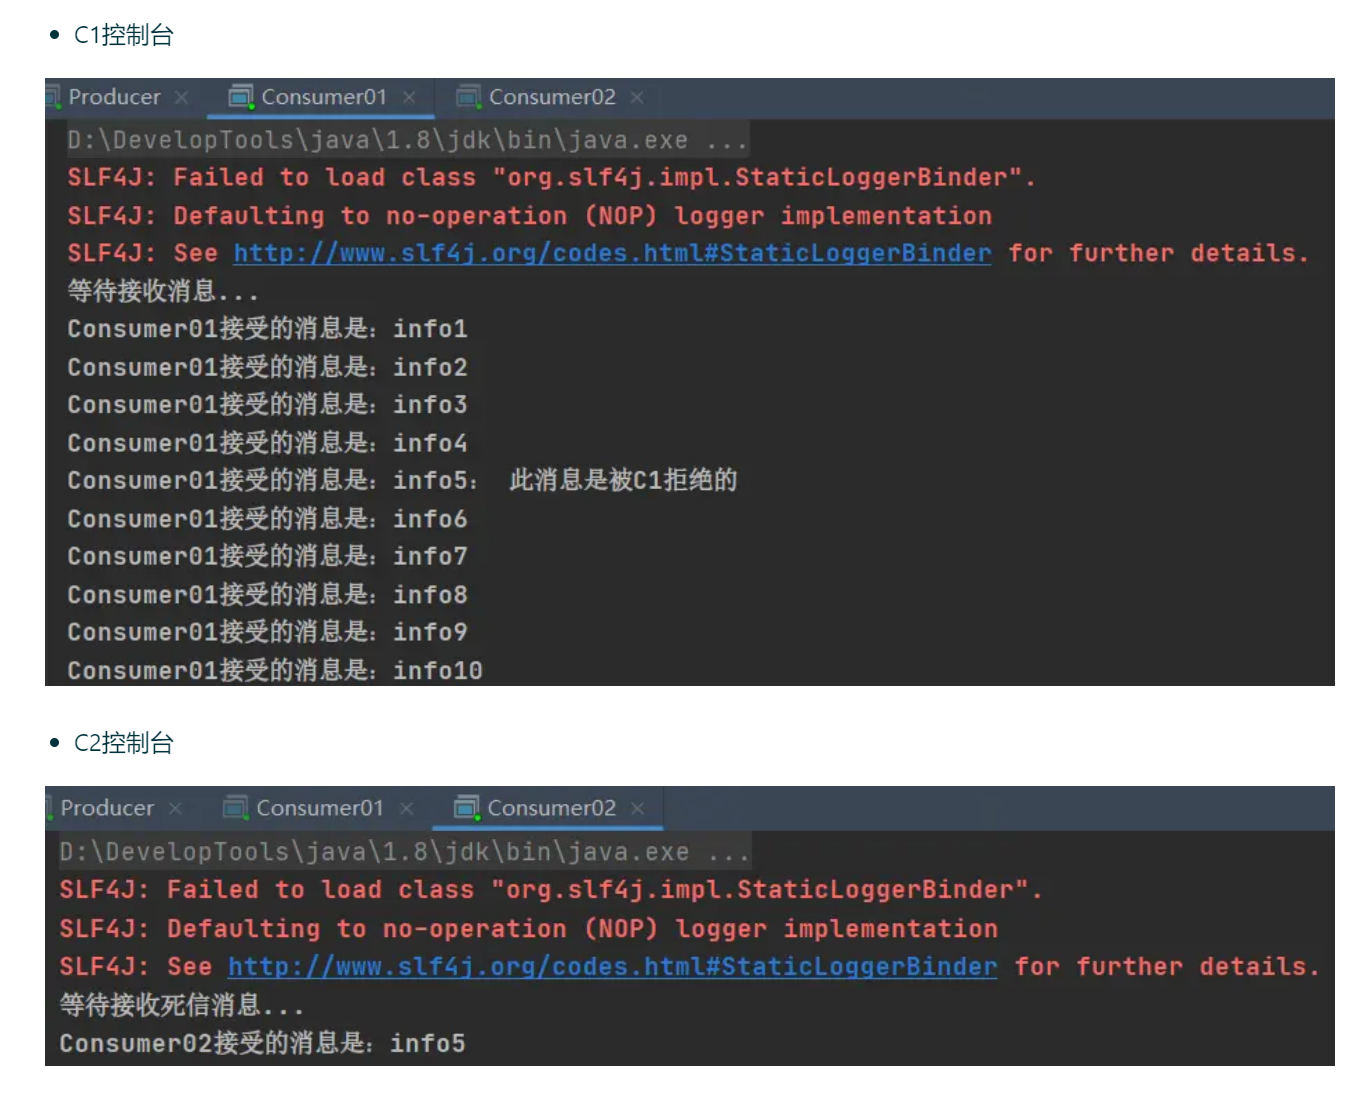 C1控制台
Producer × Consumer01 × Consumer02 ×
D:\DevelopTools\java\1.8\jdk\bin\java.exe ...
SLF4J: Failed to load class "org.slf4j.impl.StaticLoggerBinder".
SLF4J: Defaulting to no-operation (NOP) logger implementation
SLF4J: See http://www.slf4j.org/codes.html#StaticLoggerBinder for further details.
等待接收消息...
Consumer01接受的消息是：info1
Consumer01接受的消息是：info2
Consumer01接受的消息是：info3
Consumer01接受的消息是：info4
Consumer01接受的消息是：info5： 此消息是被C1拒绝的
Consumer01接受的消息是：info6
Consumer01接受的消息是：info7
Consumer01接受的消息是：info8
Consumer01接受的消息是：info9
Consumer01接受的消息是：info10
C2控制台
Producer × Consumer01 × Consumer02 ×
D:\DevelopTools\java\1.8\jdk\bin\java.exe ...
SLF4J: Failed to load class "org.slf4j.impl.StaticLoggerBinder".
SLF4J: Defaulting to no-operation (NOP) logger implementation
SLF4J: See http://www.slf4j.org/codes.html#StaticLoggerBinder for further details.
等待接收死信消息...
Consumer02接受的消息是：info5